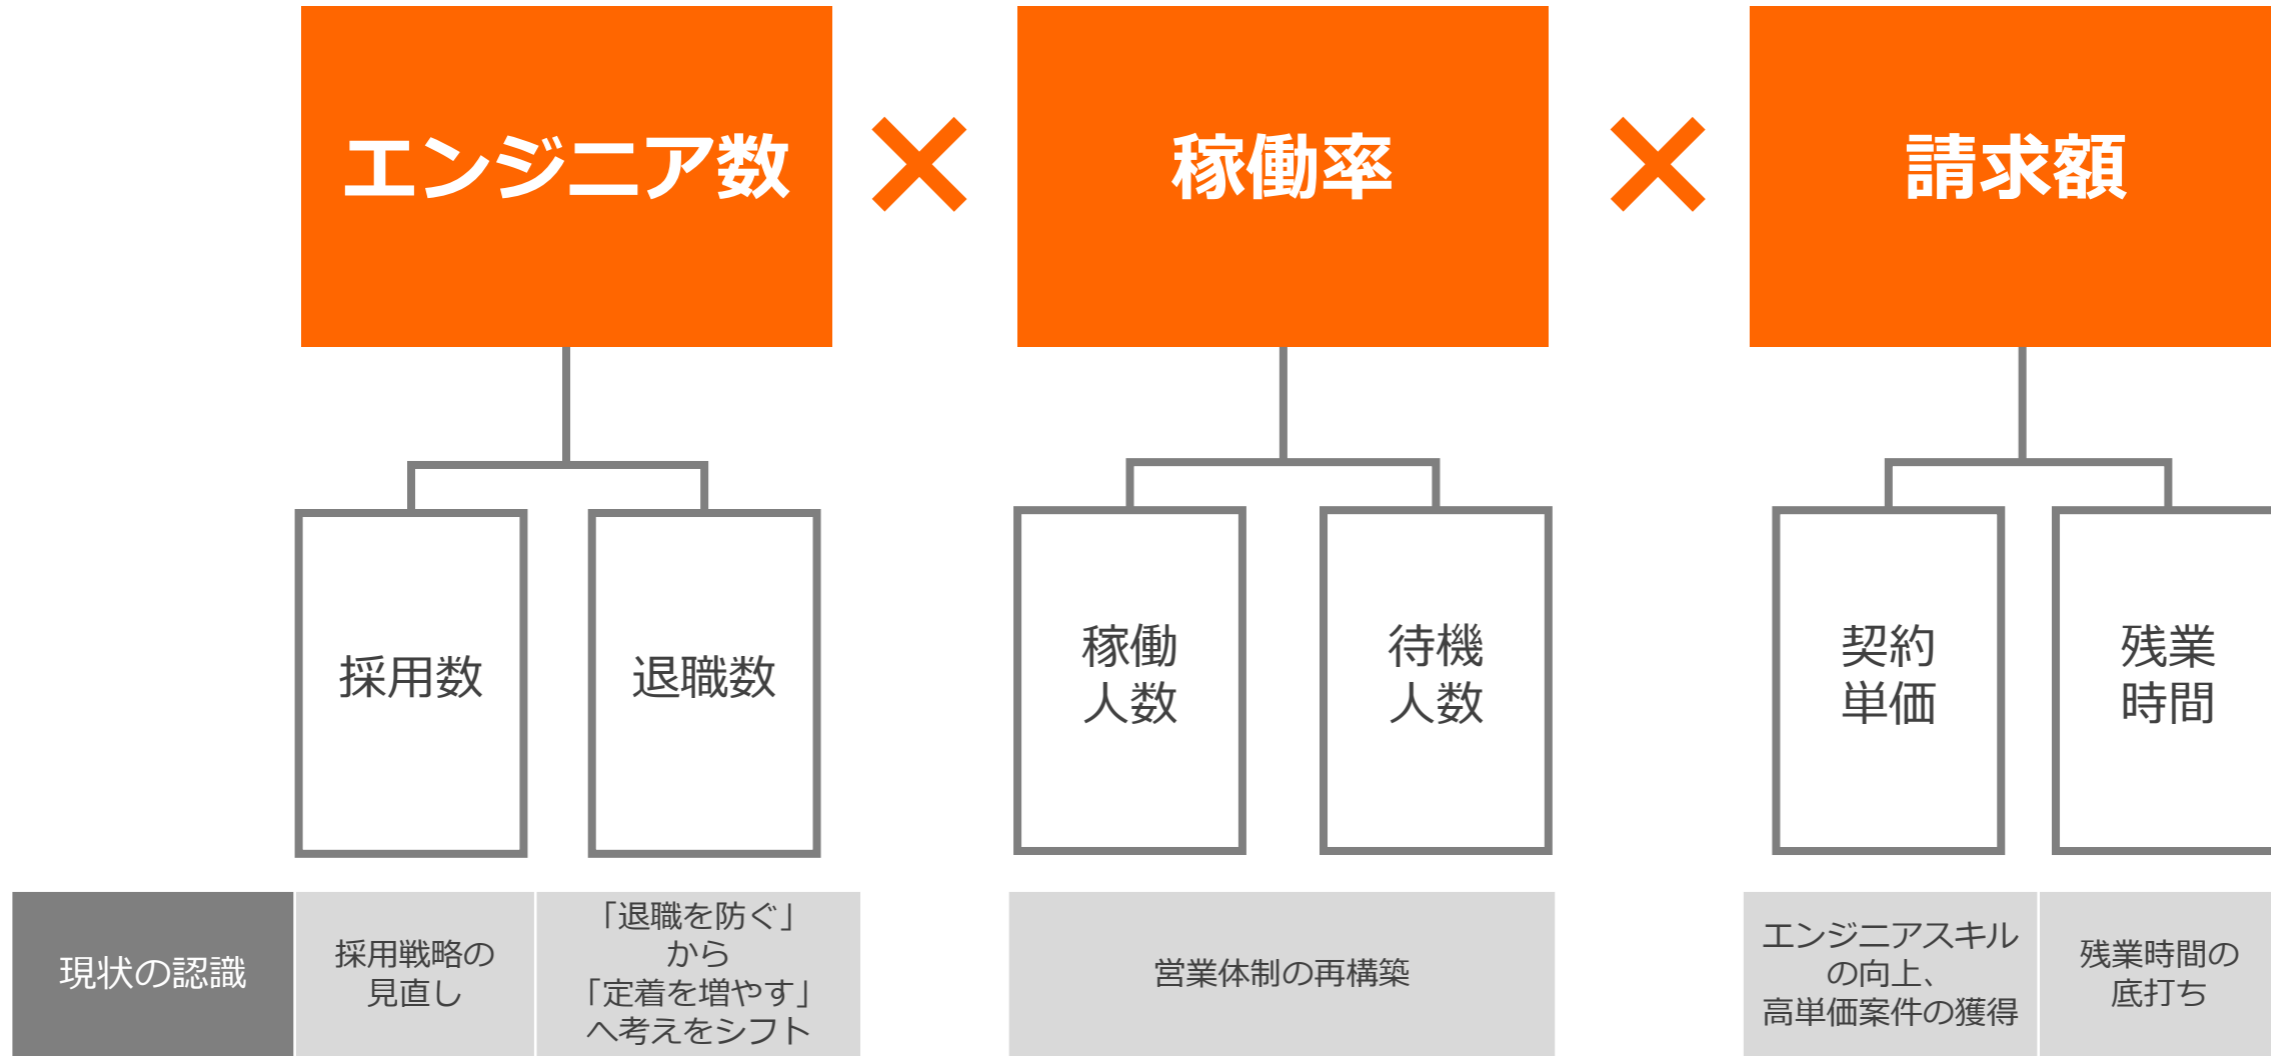 エンジニア数
稼働率
請求額
採用数
退職数
稼働
人数
待機
人数
契約
単価
残業
時間
現状の認識
採用戦略の
見直し
「退職を防ぐ」
から
「定着を増やす」
へ考えをシフト
営業体制の再構築
エンジニアスキル
の向上、
高単価案件の獲得
残業時間の
底打ち